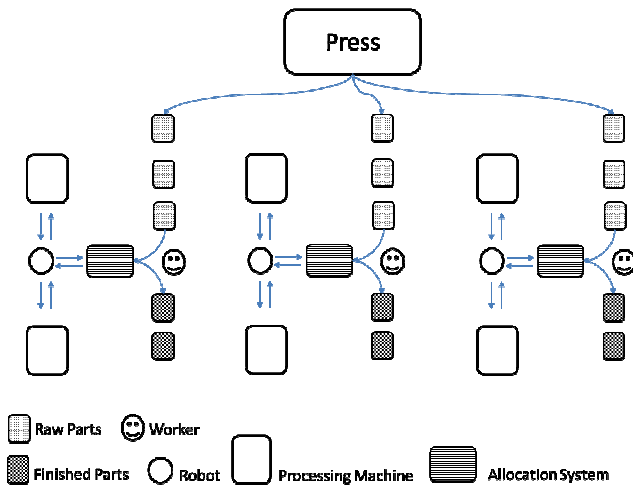 Press
Raw Parts
Worker
Finished Parts
Robot
Processing Machine
Allocation System